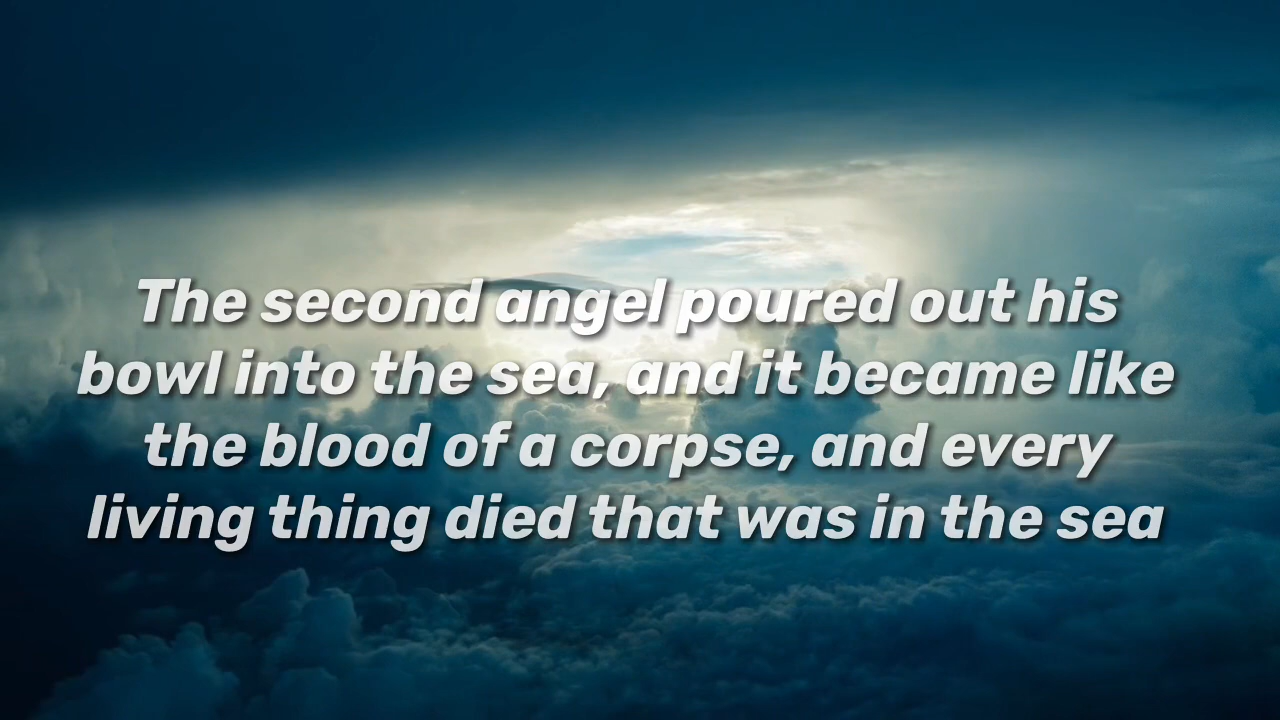 The second angel poured out his
bowl into the sea, and it became like
the blood of a corpse, and every
living thing died that was in the sea